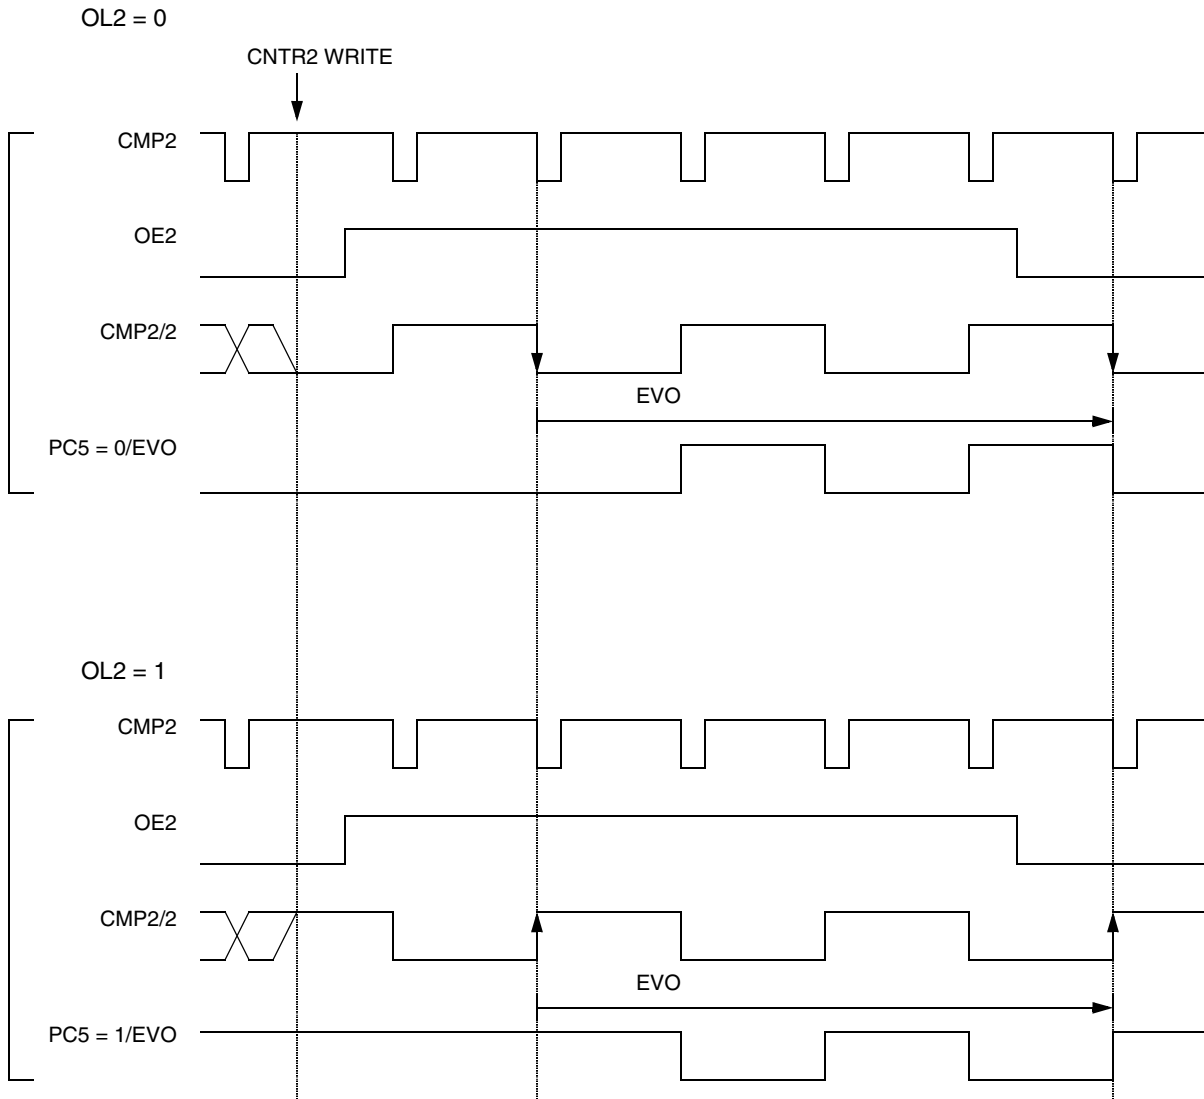 OL2 = 0
CNTR2 WRITE
CMP2
OE2
CMP2/2
EVO
PC5 = 0/EVO
OL2 = 1
CMP2
OE2
CMP2/2
EVO
PC5 = 1/EVO